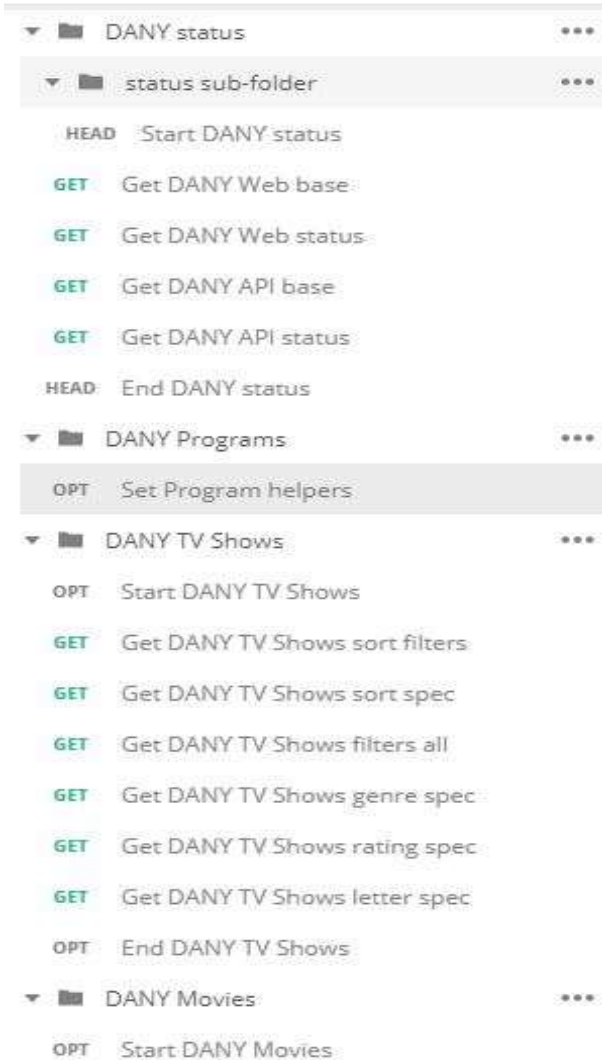 DANY status
status sub-folder
HEAD Start DANY status
GET Get DANY Web base
GET Get DANY Web status
GET Get DANY API base
GET Get DANY API status
HEAD End DANY status
DANY Programs
OPT Set Program helpers
DANY TV Shows
OPT Start DANY TV Shows
GET Get DANY TV Shows sort filters
GET Get DANY TV Shows sort spec
GET Get DANY TV Shows filters all
GET Get DANY TV Shows genre spec
GET Get DANY TV Shows rating spec
GET Get DANY TV Shows letter spec
OPT End DANY TV Shows
DANY Movies
OPT Start DANY Movies